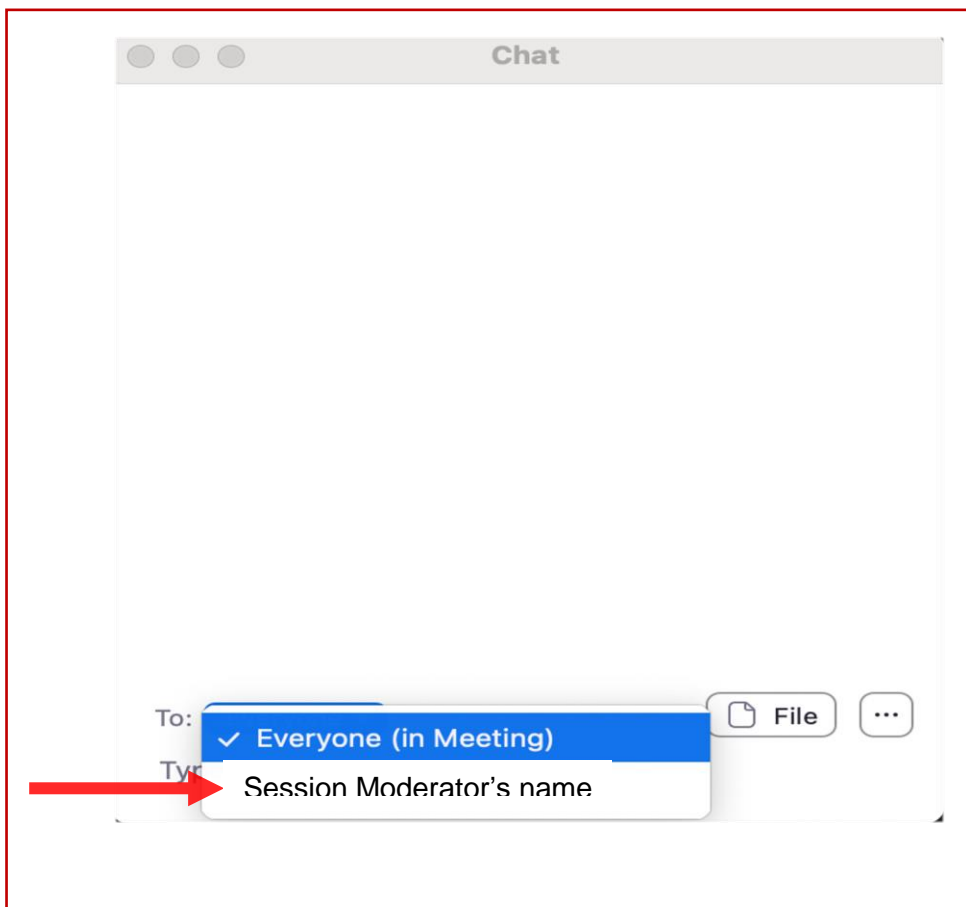 Chat
To:
File
✓ Everyone (in Meeting)
Session Moderator’s name